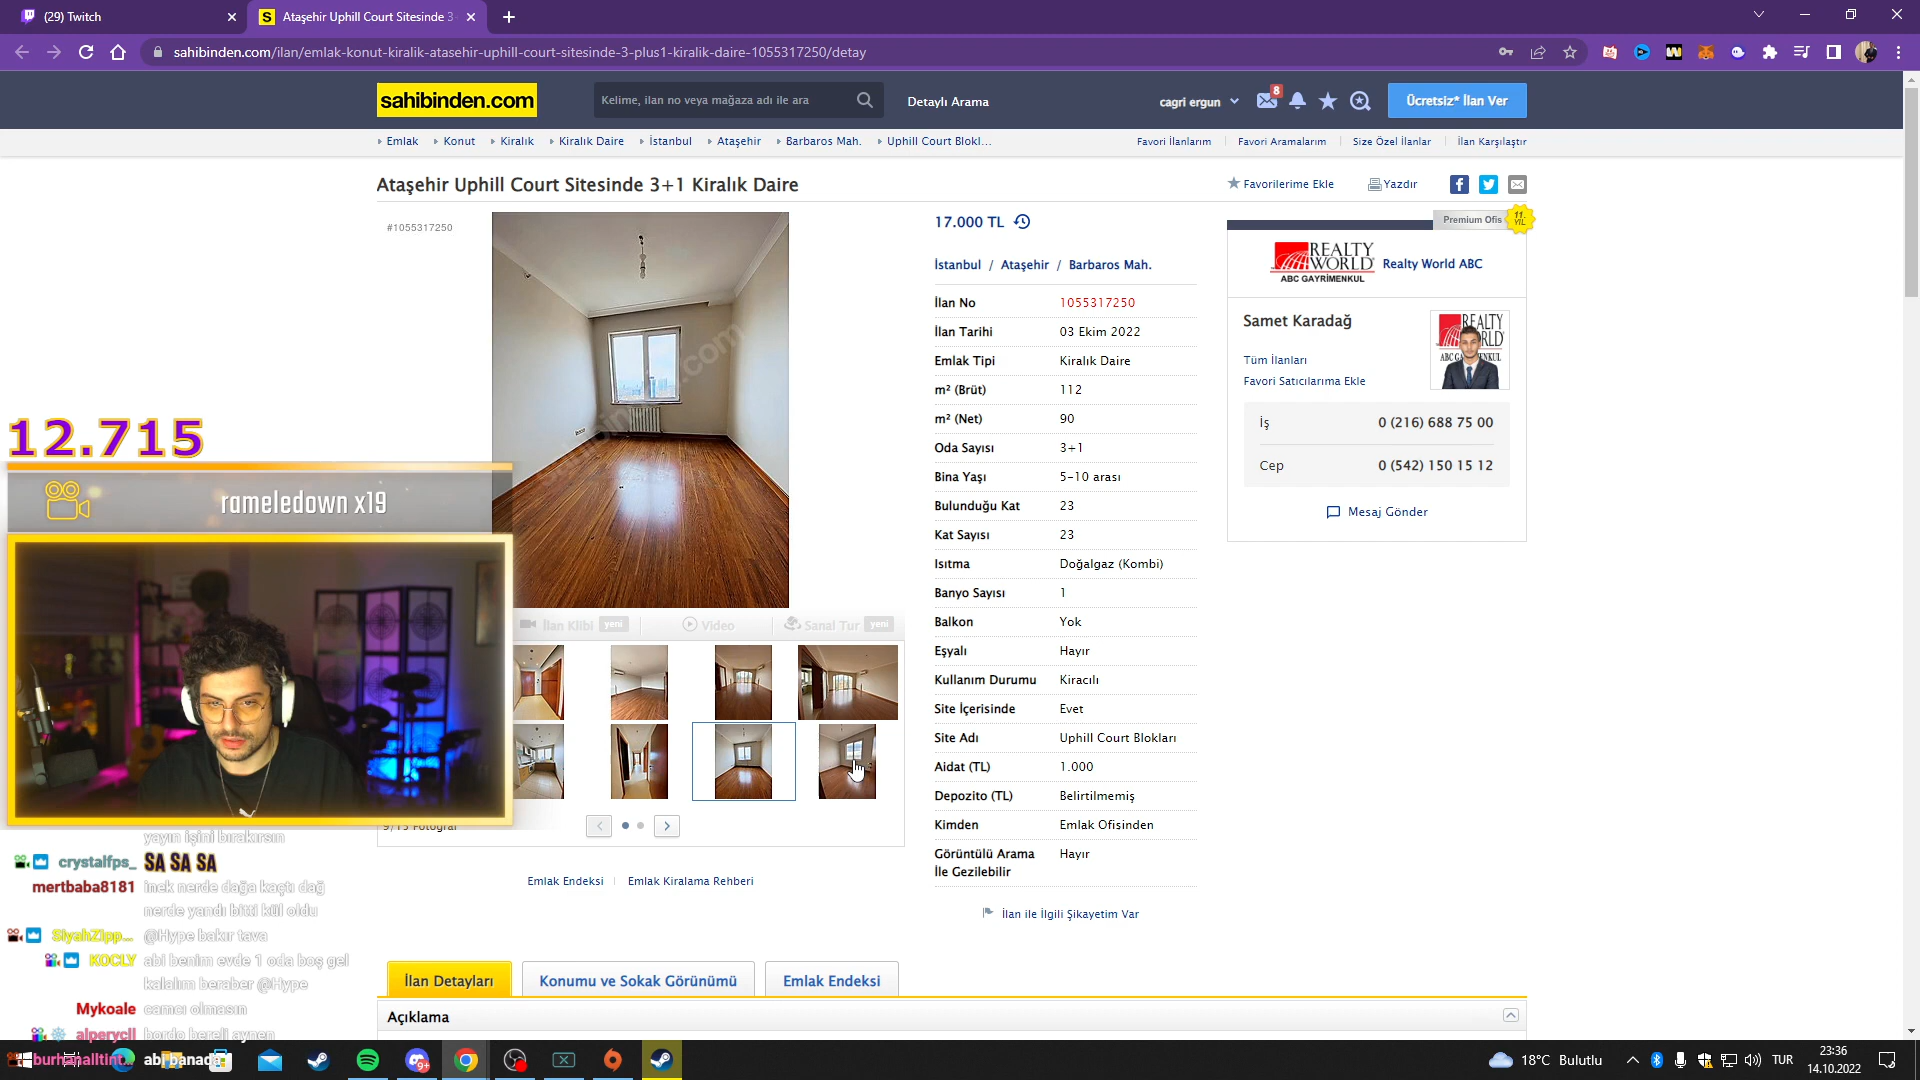 (29) Twitch
Ataşehir Uphill Court Sitesinde 3
sahibinden.com/ilan/emlak-konut-kiralik-atasehir-uphill-court-sitesinde-3-plus1-kiralik-daire-1055317250/detay
sahibinden.com
Kelime, ilan no veya mağaza adı ile ara
Detaylı Arama
cagri ergun
8
Ücretsiz* İlan Ver
Emlak
Konut
Kiralık
Kiralık Daire
İstanbul
Ataşehir
Barbaros Mah.
Uphill Court Blokl...
Favori İlanlarım
Favori Aramalarım
Size Özel İlanlar
İlan Karşılaştır
Ataşehir Uphill Court Sitesinde 3+1 Kiralık Daire
Favorilerime Ekle
Yazdır
#1055317250
17.000 TL
İstanbul / Ataşehir / Barbaros Mah.
İlan No 1055317250
İlan Tarihi 03 Ekim 2022
Emlak Tipi Kiralık Daire
m² (Brüt) 112
m² (Net) 90
Oda Sayısı 3+1
Bina Yaşı 5-10 arası
Bulunduğu Kat 23
Kat Sayısı 23
Isıtma Doğalgaz (Kombi)
Banyo Sayısı 1
Balkon Yok
Eşyalı Hayır
Kullanım Durumu Kiracılı
Site İçerisinde Evet
Site Adı Uphill Court Blokları
Aidat (TL) 1.000
Depozito (TL) Belirtilmemiş
Kimden Emlak Ofisinden
Görüntülü Arama Hayır
İle Gezilebilir
İlan ile İlgili Şikayetim Var
Premium Ofis
11.
YIL
REALTY
WORLD
ABC GAYRİMENKUL
Realty World ABC
Samet Karadağ
Tüm İlanları
Favori Satıcılarıma Ekle
İş 0 (216) 688 75 00
Cep 0 (542) 150 15 12
Mesaj Gönder
12.715
rameledown x19
İlan Klibi yeni
Video
Sanal Tur yeni
9/15 Fotoğraf
Emlak Endeksi
Emlak Kiralama Rehberi
yayın işini bırakırsın
crystalfps_ SA SA SA
mertbaba8181 inek nerde dağa kaçtı dağ
nerde yandı bitti kül oldu
SiyahZipp... @Hype bakır tava
KOCLY abi benim evde 1 oda boş gel
kalalım beraber @Hype
Mykoale camcı olmasın
alperycll bordo bereli aynen
İlan Detayları
Konumu ve Sokak Görünümü
Emlak Endeksi
Açıklama
9+
18°C Bulutlu
TUR
23:36
14.10.2022